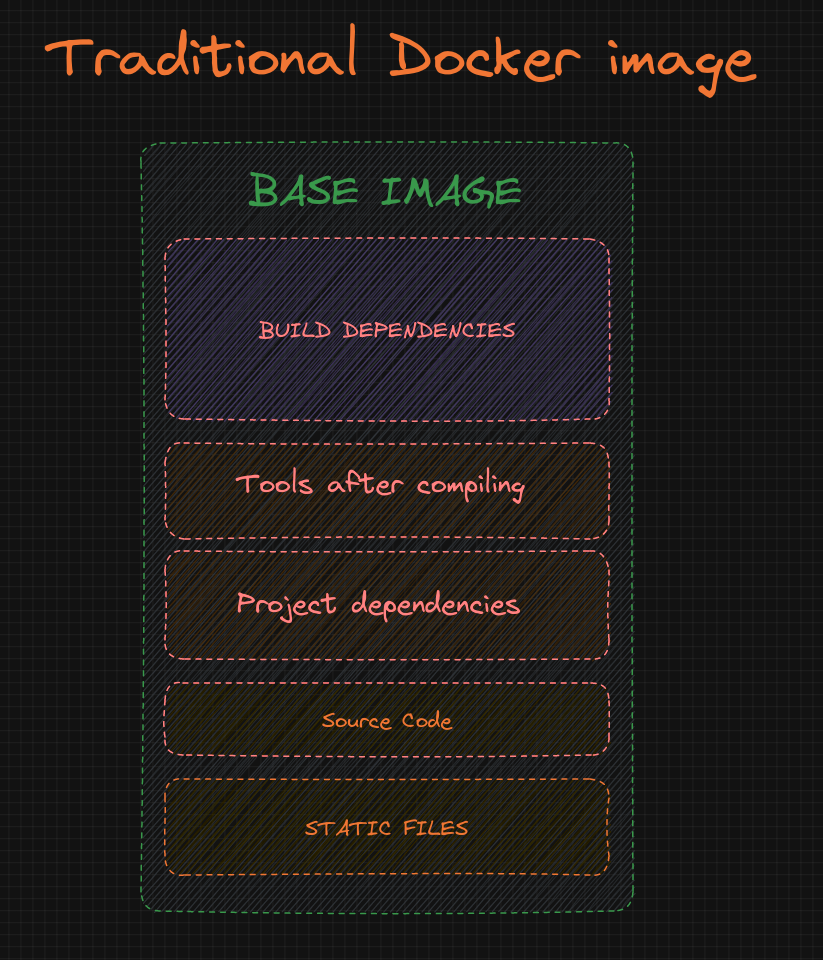 Traditional Docker image
BASE IMAGE
BUILD DEPENDENCIES
Tools after compiling
Project dependencies
Source Code
STATIC FILES